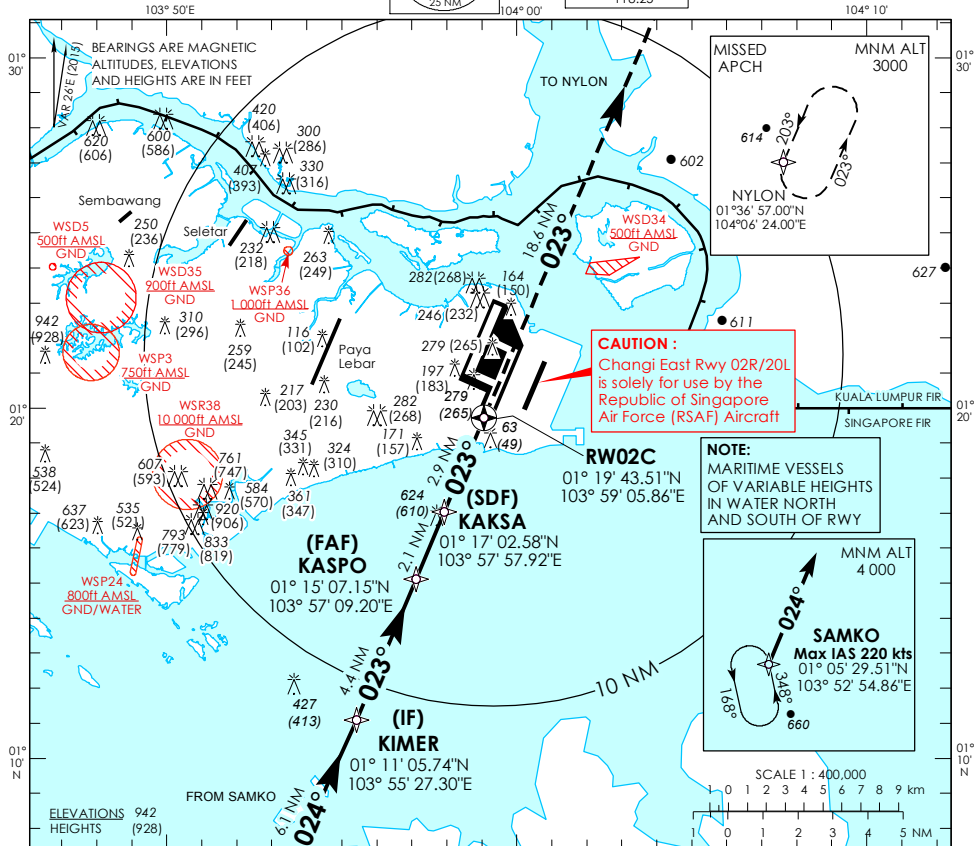 103° 50'E
25 NM
104° 00'
118.25
104° 10'
01°
30'
VAR 26'E (2015)
BEARINGS ARE MAGNETIC
ALTITUDES, ELEVATIONS
AND HEIGHTS ARE IN FEET
TO NYLON
MISSED
APCH
MNM ALT
3000
614
203°
023°
NYLON
01°36' 57.00"N
104°06' 24.00"E
01°
30'
620
(606)
600
(586)
420
(406)
300
(286)
407
(393)
330
(316)
602
Sembawang
250
(236)
Seletar
232
(218)
263
(249)
18.6 NM
023°
WSD34
500ft AMSL
GND
WSD5
500ft AMSL
GND
WSD35
900ft AMSL
GND
WSP36
1 000ft AMSL
GND
282(268)
164
(150)
246(232)
627
611
942
(928)
310
(296)
259
(245)
116
(102)
Paya
Lebar
279 (265)
197
(183)
279
(265)
WSP3
750ft AMSL
GND
CAUTION :
Changi East Rwy 02R/20L
is solely for use by the
Republic of Singapore
Air Force (RSAF) Aircraft
217
(203)
230
(216)
282
(268)
171
(157)
63
(49)
01°
20'
KUALA LUMPUR FIR
SINGAPORE FIR
01°
20'
WSR38
10 000ft AMSL
GND
345
(331)
324
(310)
361
(347)
2.9 NM
023°
RW02C
01° 19' 43.51"N
103° 59' 05.86"E
NOTE:
MARITIME VESSELS
OF VARIABLE HEIGHTS
IN WATER NORTH
AND SOUTH OF RWY
538
(524)
607
(593)
761
(747)
584
(570)
920
(906)
637
(623)
535
(521)
793
(779)
833
(819)
624
(610)
(SDF)
KAKSA
01° 17' 02.58"N
103° 57' 57.92"E
2.1 NM
(FAF)
KASPO
01° 15' 07.15"N
103° 57' 09.20"E
WSP24
800ft AMSL
GND/WATER
MNM ALT
4 000
024°
SAMKO
Max IAS 220 kts
01° 05' 29.51"N
103° 52' 54.86"E
168°
348°
660
4.4 NM
023°
10 NM
427
(413)
(IF)
KIMER
01° 11' 05.74"N
103° 55' 27.30"E
01°
10'
N
01°
10'
N
FROM SAMKO
6.1 NM
024°
SCALE 1 : 400,000
1 0 1 2 3 4 5 6 7 8 9 km
1 0 1 2 3 4 5 NM
ELEVATIONS 942
HEIGHTS (928)